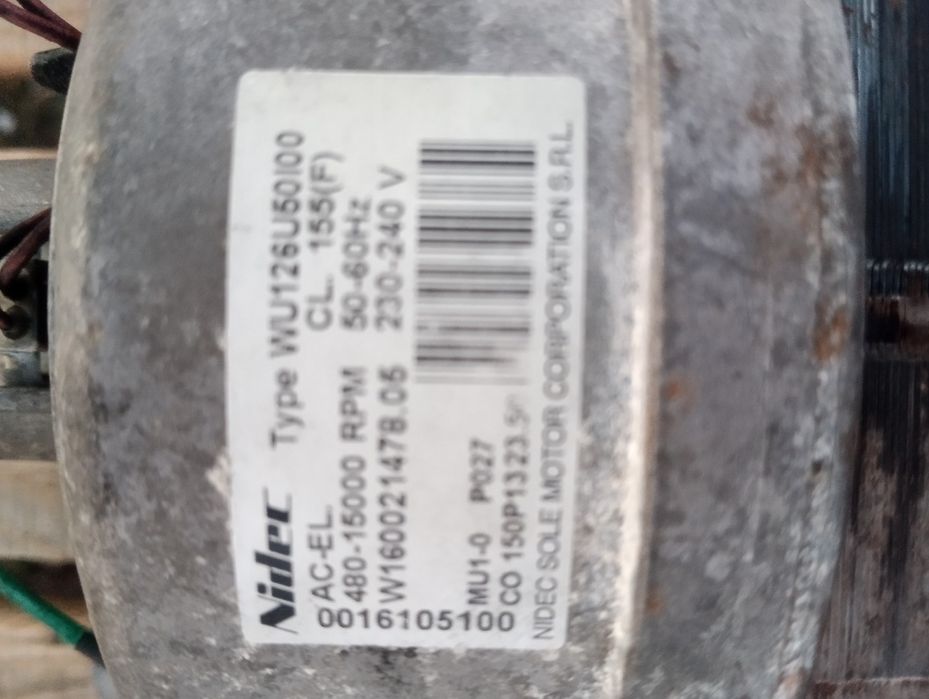 Nidec Type WU126U50I00
AC-EL. CL. 155(F)
480-15000 RPM 50-60Hz
W160021478.05 230-240 V
0016105100
MU1-0 P027
CO 150P1323.5
NIDEC SOLE MOTOR CORPORATION S.R.L.